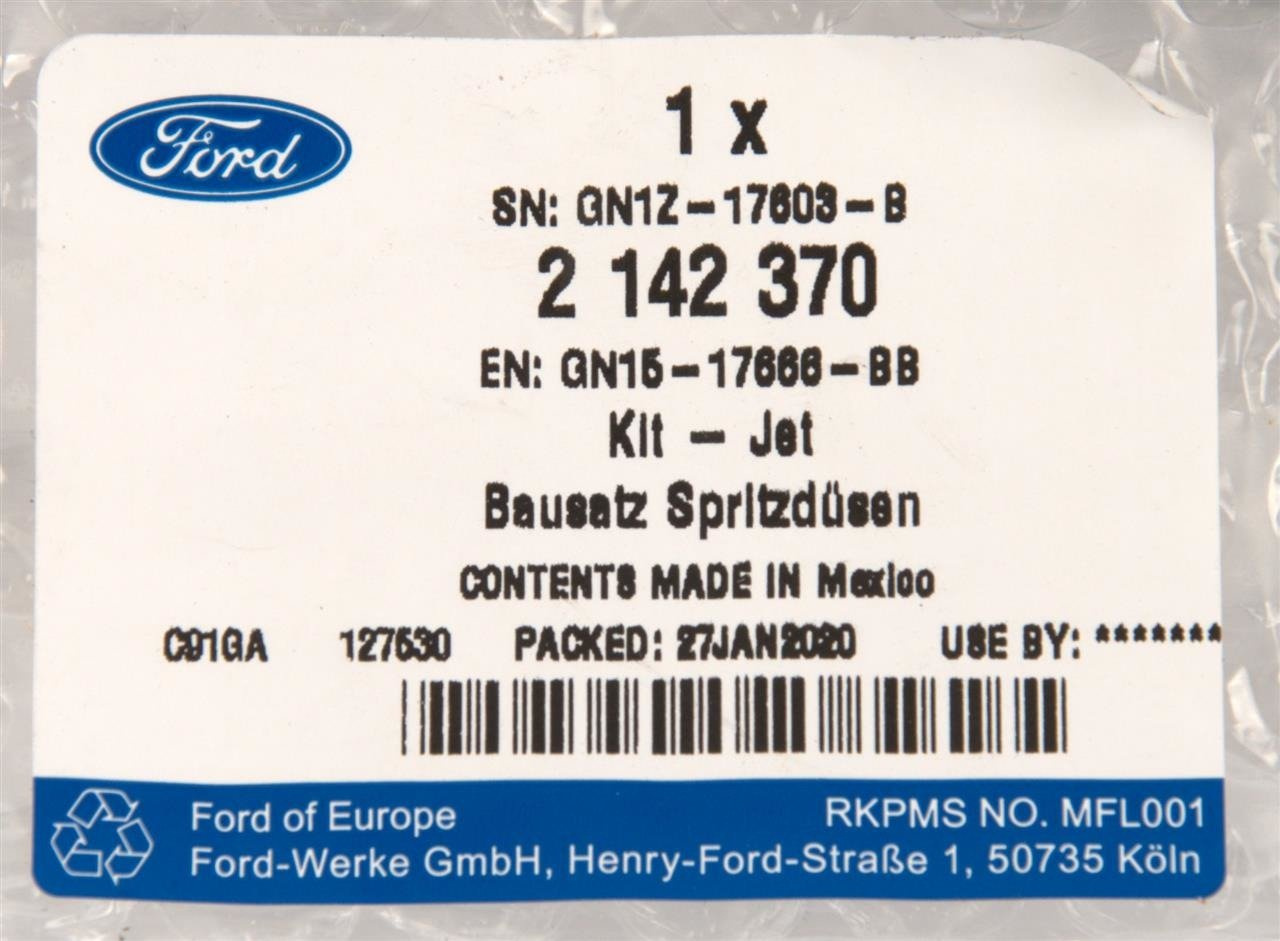 Ford
1 x
SN: GN1Z-17603-B
2 142 370
EN: GN15-17666-BB
Kit - Jet
Bausatz Spritzdüsen
CONTENTS MADE IN Mexico
C91GA 127530 PACKED: 27JAN2020 USE BY: *******
Ford of Europe RKPMS NO. MFL001
Ford-Werke GmbH, Henry-Ford-Straße 1, 50735 Köln